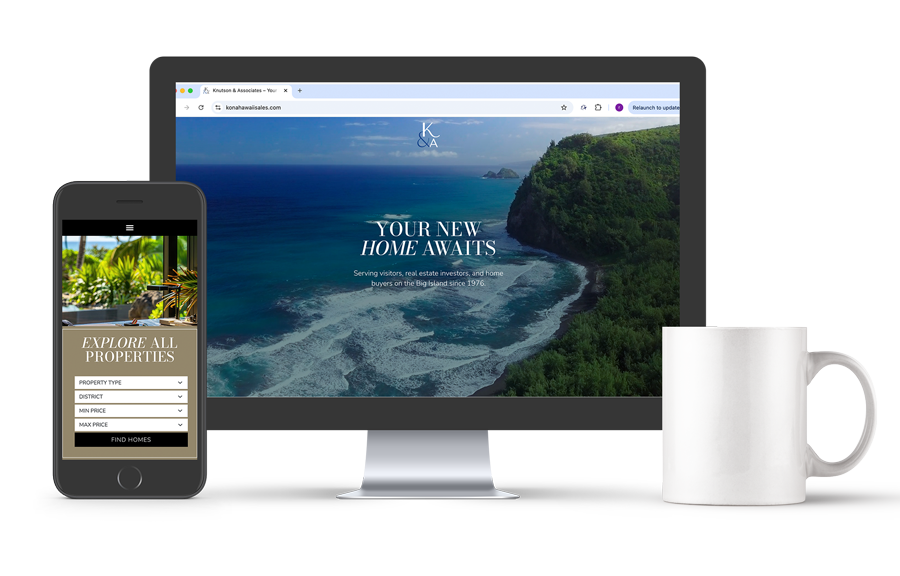 Knutson & Associates – Your
konahawaiisales.com
Relaunch to update
K
& A
YOUR NEW
HOME AWAITS
Serving visitors, real estate investors, and home
buyers on the Big Island since 1976.
EXPLORE ALL
PROPERTIES
PROPERTY TYPE
DISTRICT
MIN PRICE
MAX PRICE
FIND HOMES